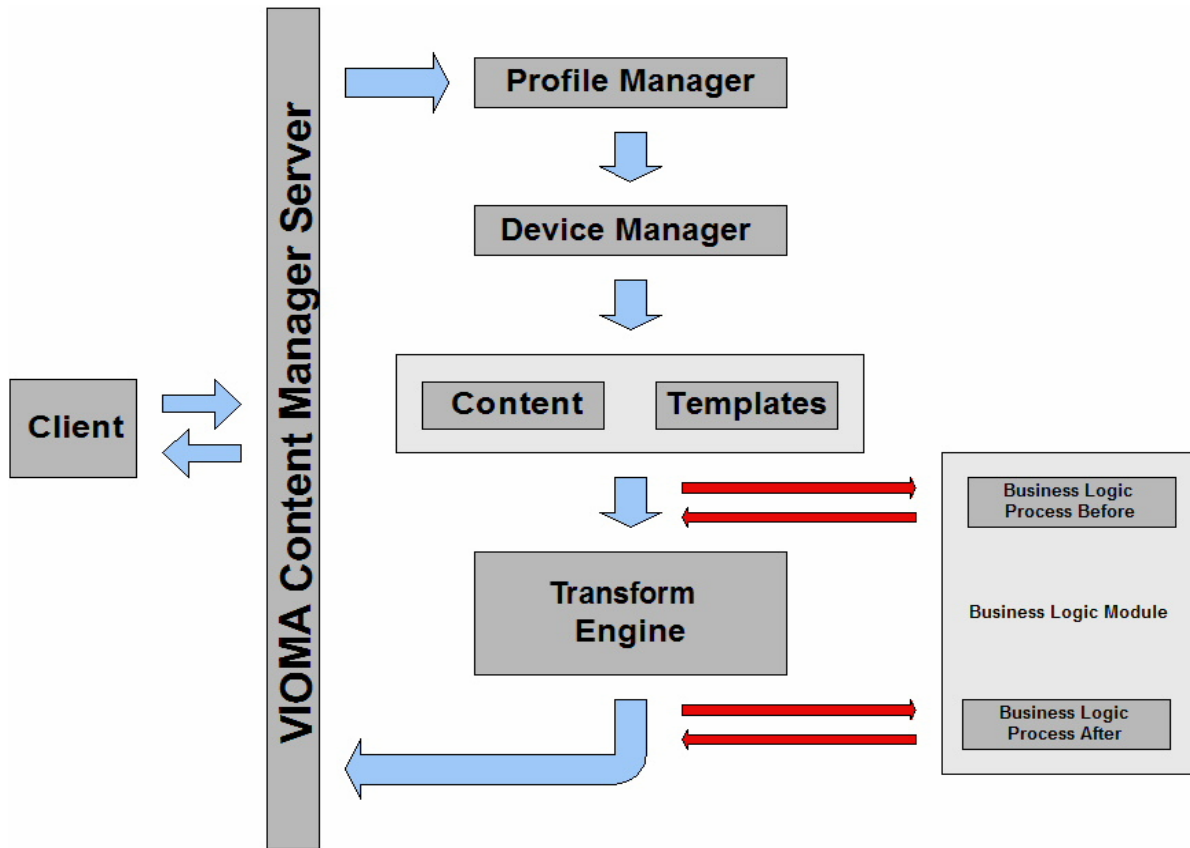 Profile Manager
Device Manager
Content
Templates
Client
VIOMA Content Manager Server
Business Logic
Process Before
Transform
Engine
Business Logic Module
Business Logic
Process After